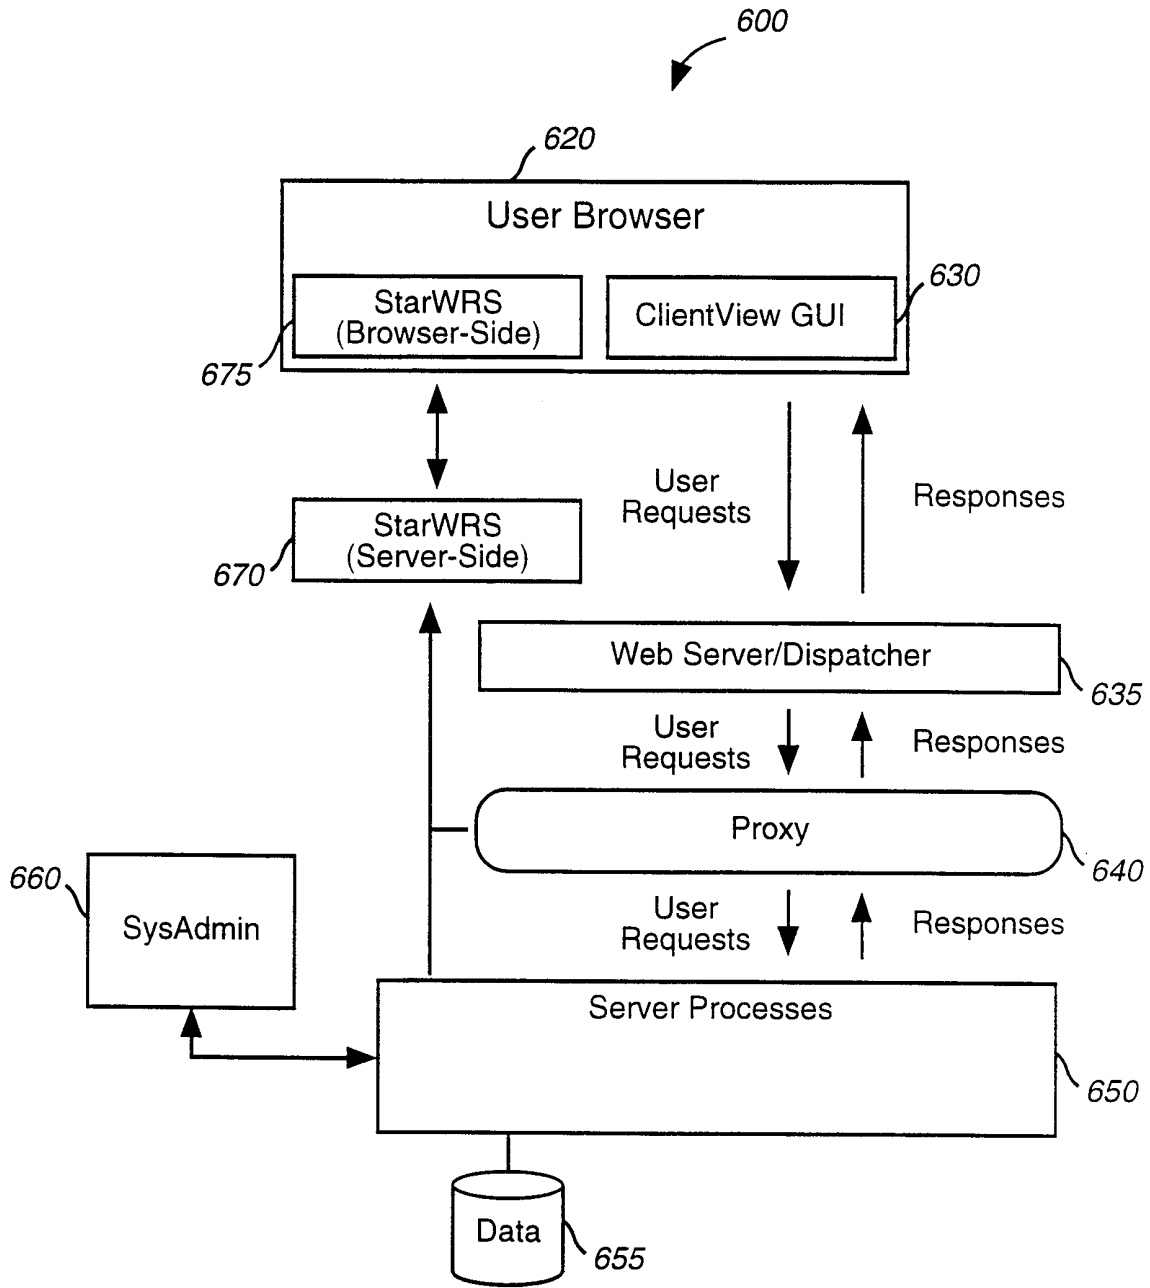 600
620
User Browser
630
StarWRS
(Browser-Side)
ClientView GUI
675
User
Requests
Responses
StarWRS
(Server-Side)
670
Web Server/Dispatcher
635
User
Requests
Responses
Proxy
640
660
SysAdmin
User
Requests
Responses
Server Processes
650
Data
655